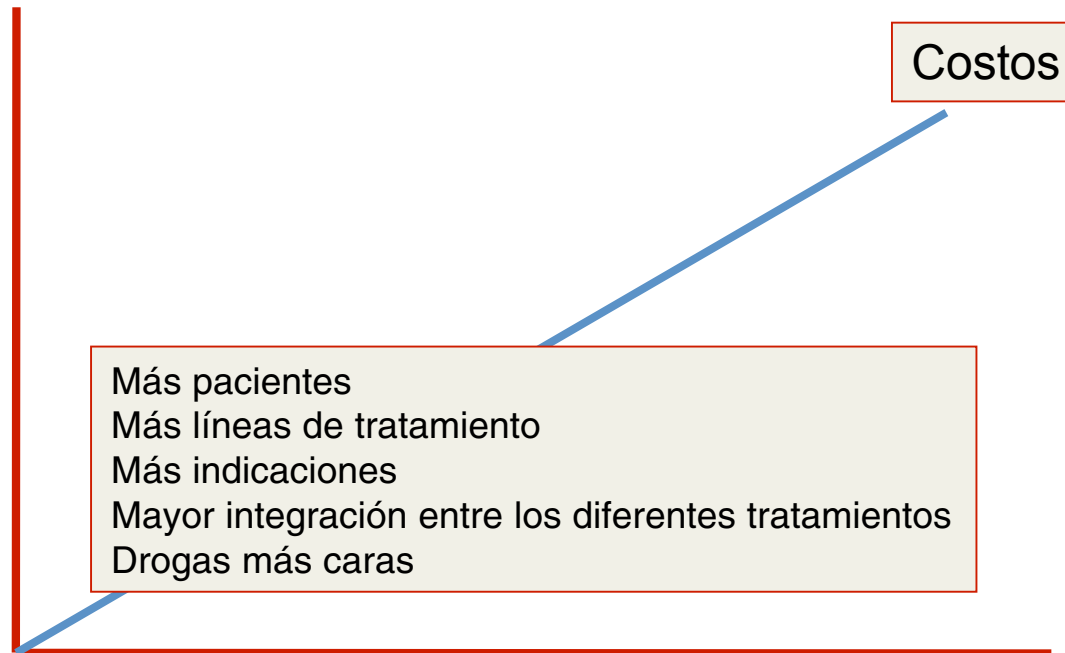 Costos
Más pacientes
Más líneas de tratamiento
Más indicaciones
Mayor integración entre los diferentes tratamientos
Drogas más caras